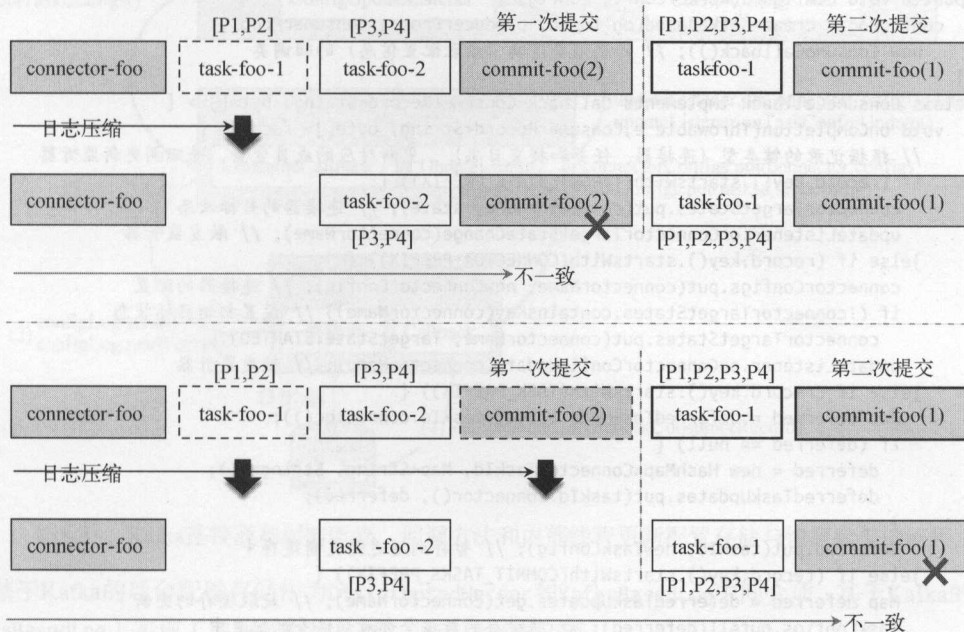 [P1,P2] [P3,P4] 第一次提交 [P1,P2,P3,P4] 第二次提交
connector-foo task-foo-1 task-foo-2 commit-foo(2) task-foo-1 commit-foo(1)
日志压缩
connector-foo task-foo-2 commit-foo(2) task-foo-1 commit-foo(1)
[P3,P4] [P1,P2,P3,P4]
不一致
[P1,P2] [P3,P4] 第一次提交 [P1,P2,P3,P4] 第二次提交
connector-foo task-foo-1 task-foo-2 commit-foo(2) task-foo-1 commit-foo(1)
日志压缩
connector-foo task -foo-2 task-foo-1 commit-foo(1)
[P3,P4] [P1,P2,P3,P4]
不一致